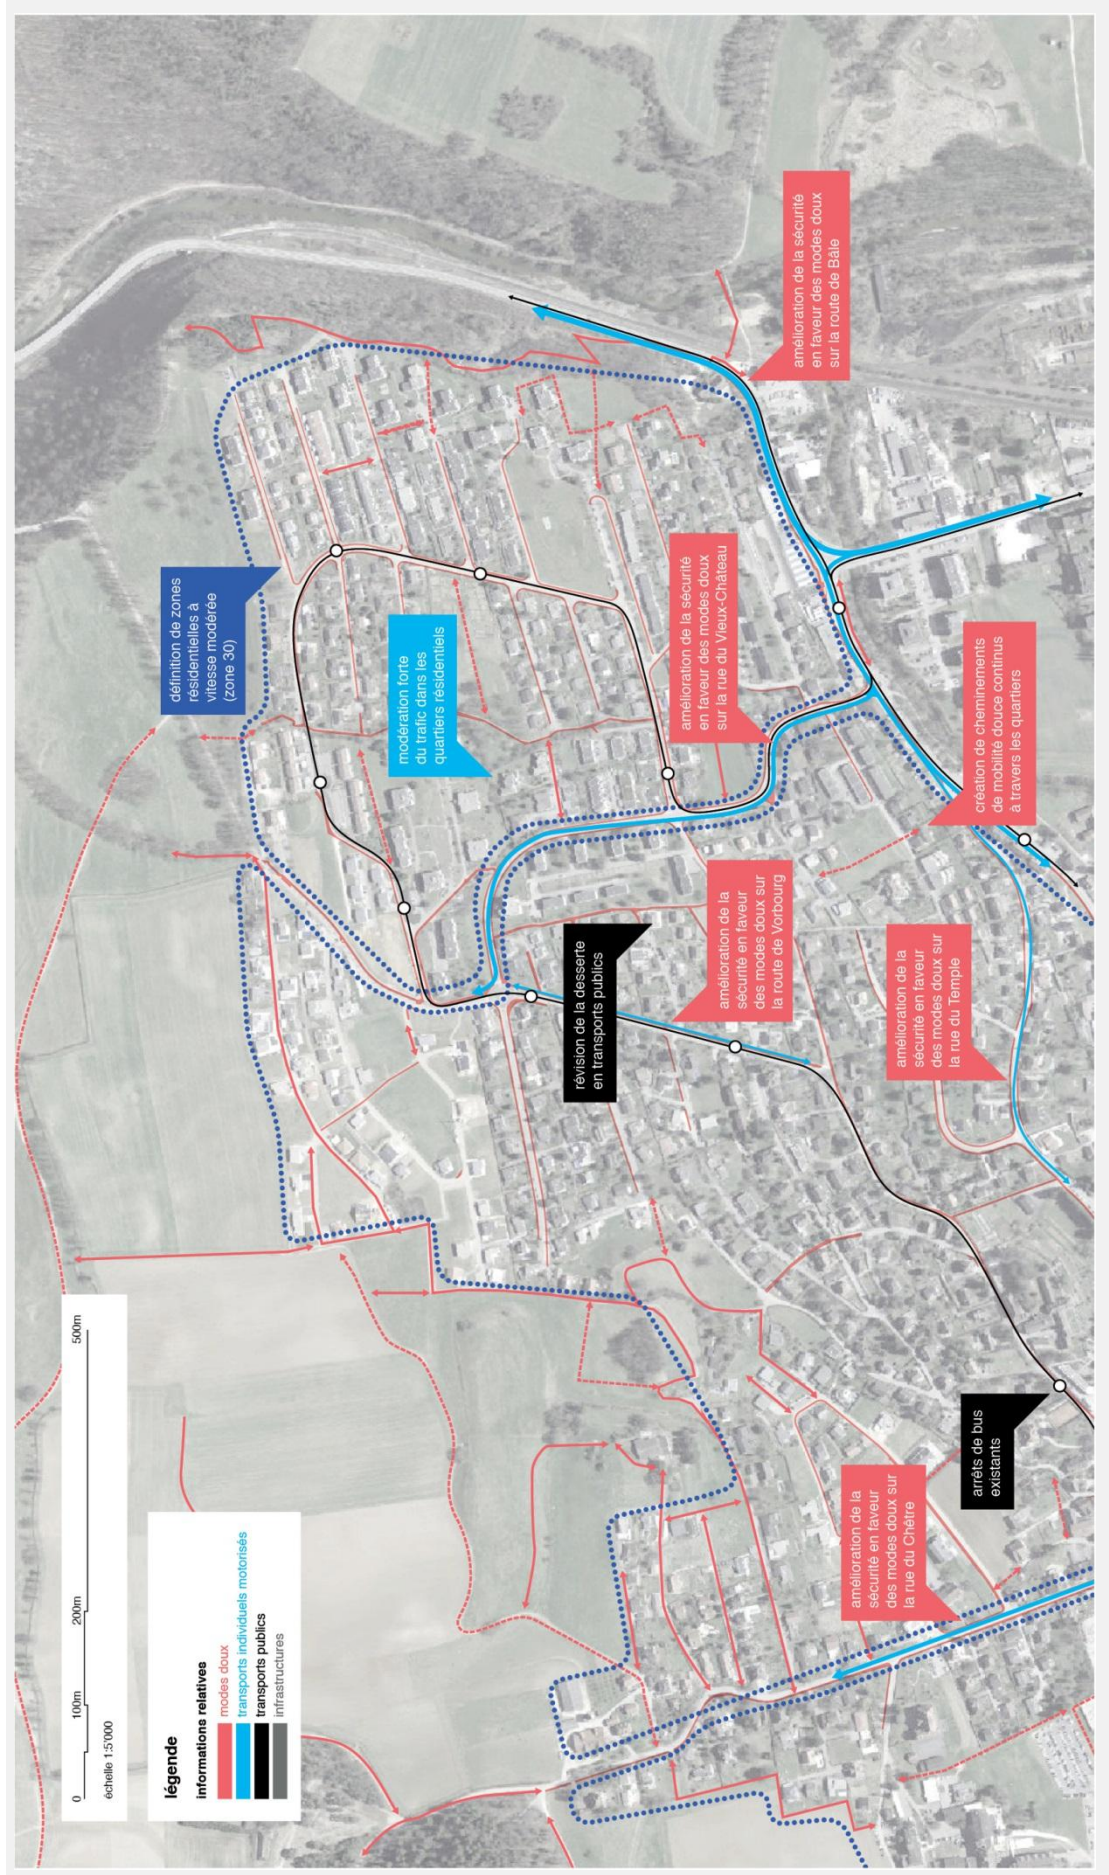 définition de zones
résidentielles à
vitesse modérée
(zone 30)
modération forte
du trafic dans les
quartiers résidentiels
amélioration de la sécurité
en faveur des modes doux
sur la route de Bâle
amélioration de la sécurité
en faveur des modes doux
sur la rue du Vieux-Château
création de cheminements
de mobilité douce continus
à travers les quartiers
révision de la desserte
en transports publics
amélioration de la
sécurité en faveur
des modes doux sur
la route de Vorbourg
amélioration de la
sécurité en faveur
des modes doux sur
la rue du Temple
arrêts de bus
existants
amélioration de la
sécurité en faveur
des modes doux sur
la rue du Chêtre
0 100m 200m 500m
échelle 1:5'000
légende
informations relatives
modes doux
transports individuels motorisés
transports publics
infrastructures